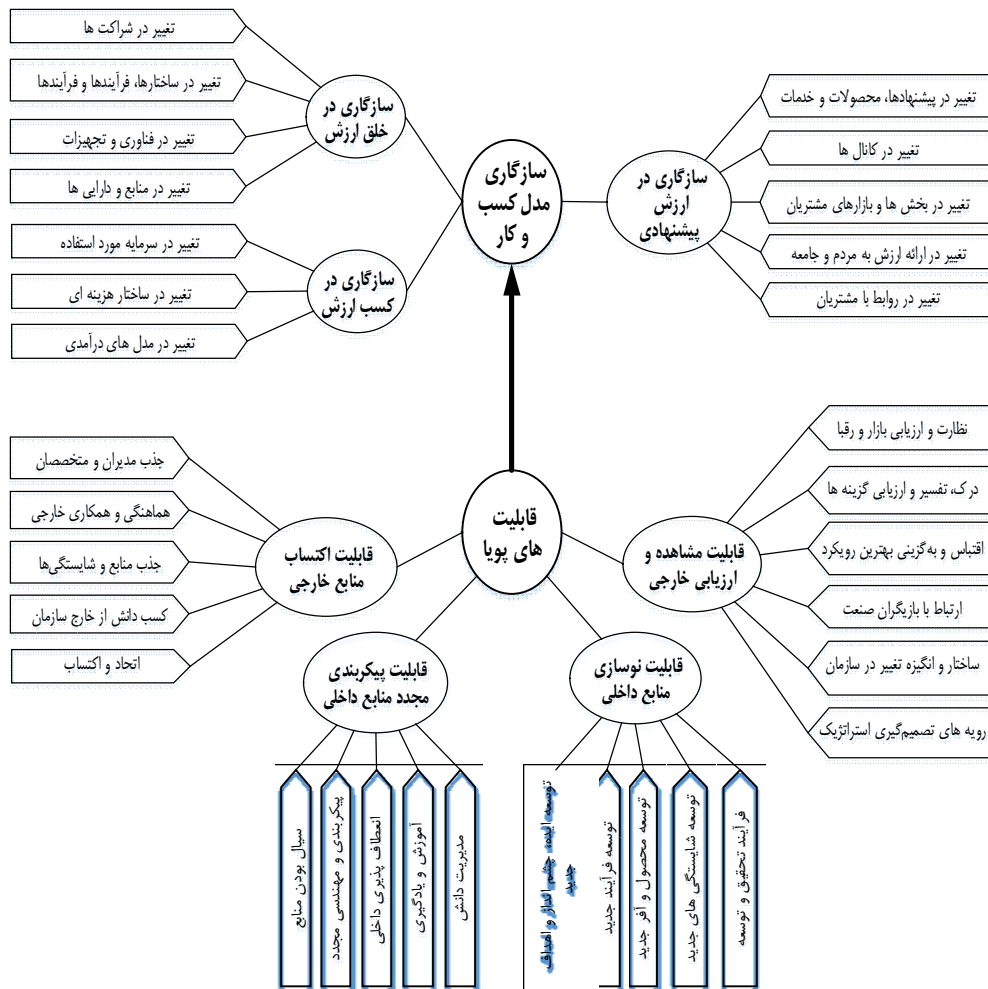 تغییر در شراکت ها
تغییر در ساختارها، فرآیندها و فرآیندها
تغییر در فناوری و تجهیزات
تغییر در منابع و دارایی ها
سازگاری در
خلق ارزش
تغییر در سرمایه مورد استفاده
تغییر در ساختار هزینه ای
تغییر در مدل های درآمدی
سازگاری در
کسب ارزش
سازگاری
مدل کسب
و کار
سازگاری در
ارزش
پیشنهادی
تغییر در پیشنهادها، محصولات و خدمات
تغییر در کانال ها
تغییر در بخش ها و بازارهای مشتریان
تغییر در ارائه ارزش به مردم و جامعه
تغییر در روابط با مشتریان
قابلیت
های پویا
قابلیت مشاهده و
ارزیابی خارجی
نظارت و ارزیابی بازار و رقبا
درک، تفسیر و ارزیابی گزینه ها
اقتباس و به‌گزینی بهترین رویکرد
ارتباط با بازیگران صنعت
ساختار و انگیزه تغییر در سازمان
رویه های تصمیم‌گیری استراتژیک
قابلیت اکتساب
منابع خارجی
جذب مدیران و متخصصان
هماهنگی و همکاری خارجی
جذب منابع و شایستگی‌ها
کسب دانش از خارج سازمان
اتحاد و اکتساب
قابلیت پیکربندی
مجدد منابع داخلی
سیال بودن منابع
پیکربندی و مهندسی مجدد
انعطاف پذیری داخلی
آموزش و یادگیری
مدیریت دانش
قابلیت نوسازی
منابع داخلی
توسعه ایده، چشم انداز و اهداف
جدید
توسعه فرآیند جدید
توسعه محصول و آفر جدید
توسعه شایستگی های جدید
فرآیند تحقیق و توسعه